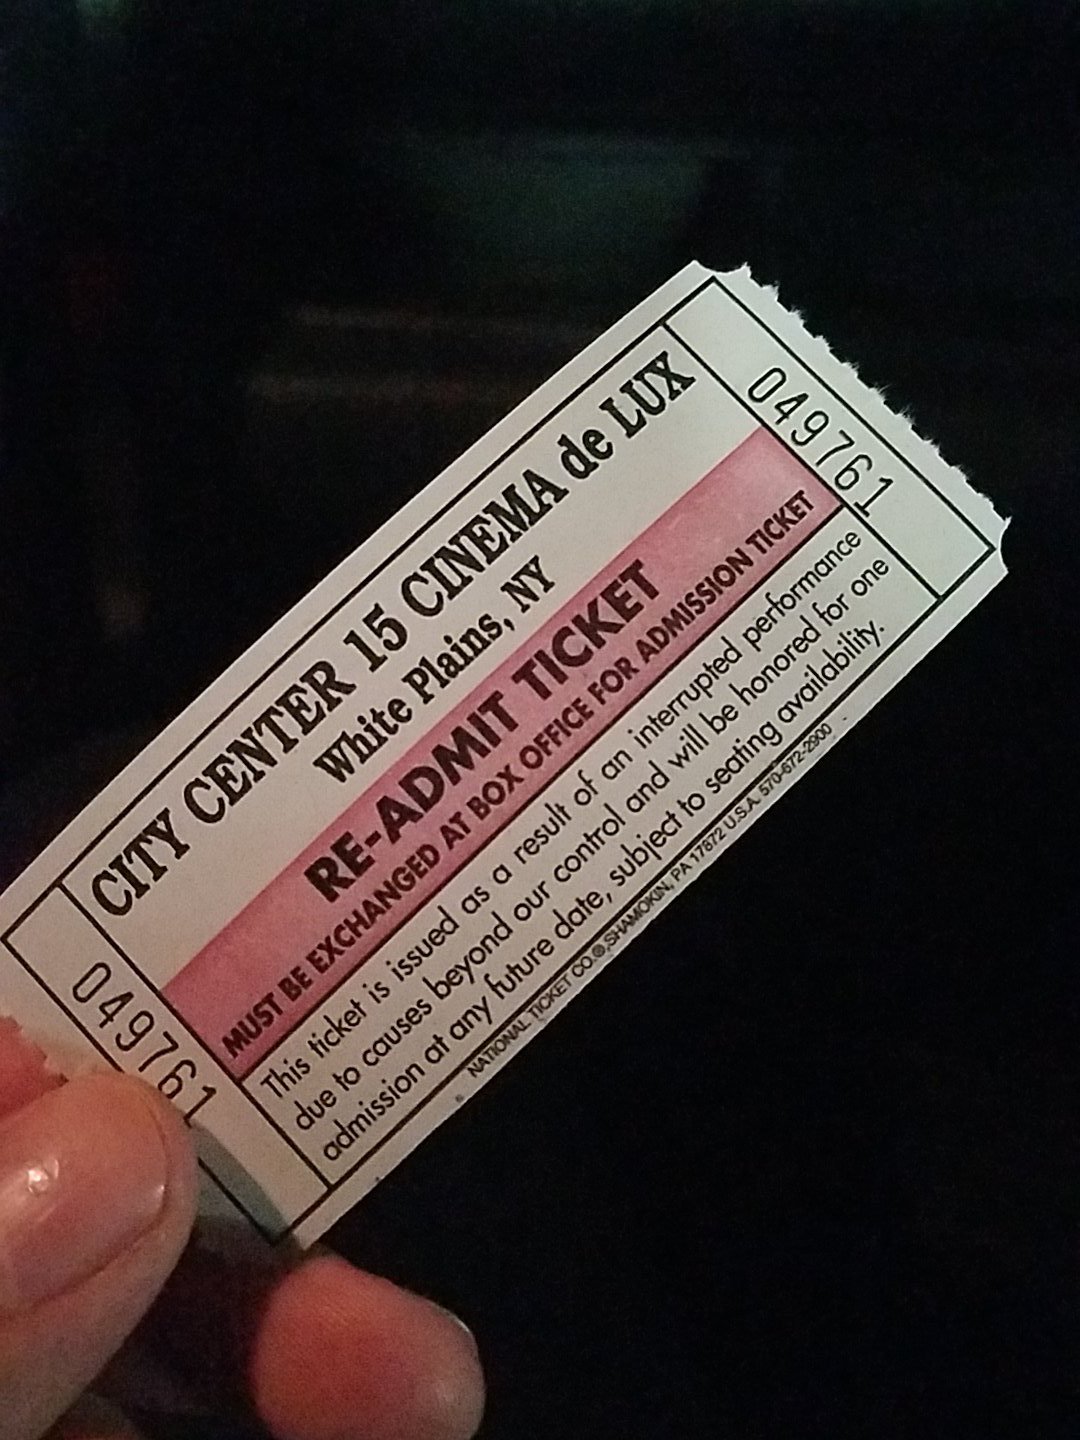 CITY CENTER 15 CINEMA de LUX
White Plains, NY
RE-ADMIT TICKET
MUST BE EXCHANGED AT BOX OFFICE FOR ADMISSION TICKET
This ticket is issued as a result of an interrupted performance
due to causes beyond our control and will be honored for one
admission at any future date, subject to seating availability.
NATIONAL TICKET CO.® SHAMOKIN, PA 17872 U.S.A. 570-672-2900
049761
049761